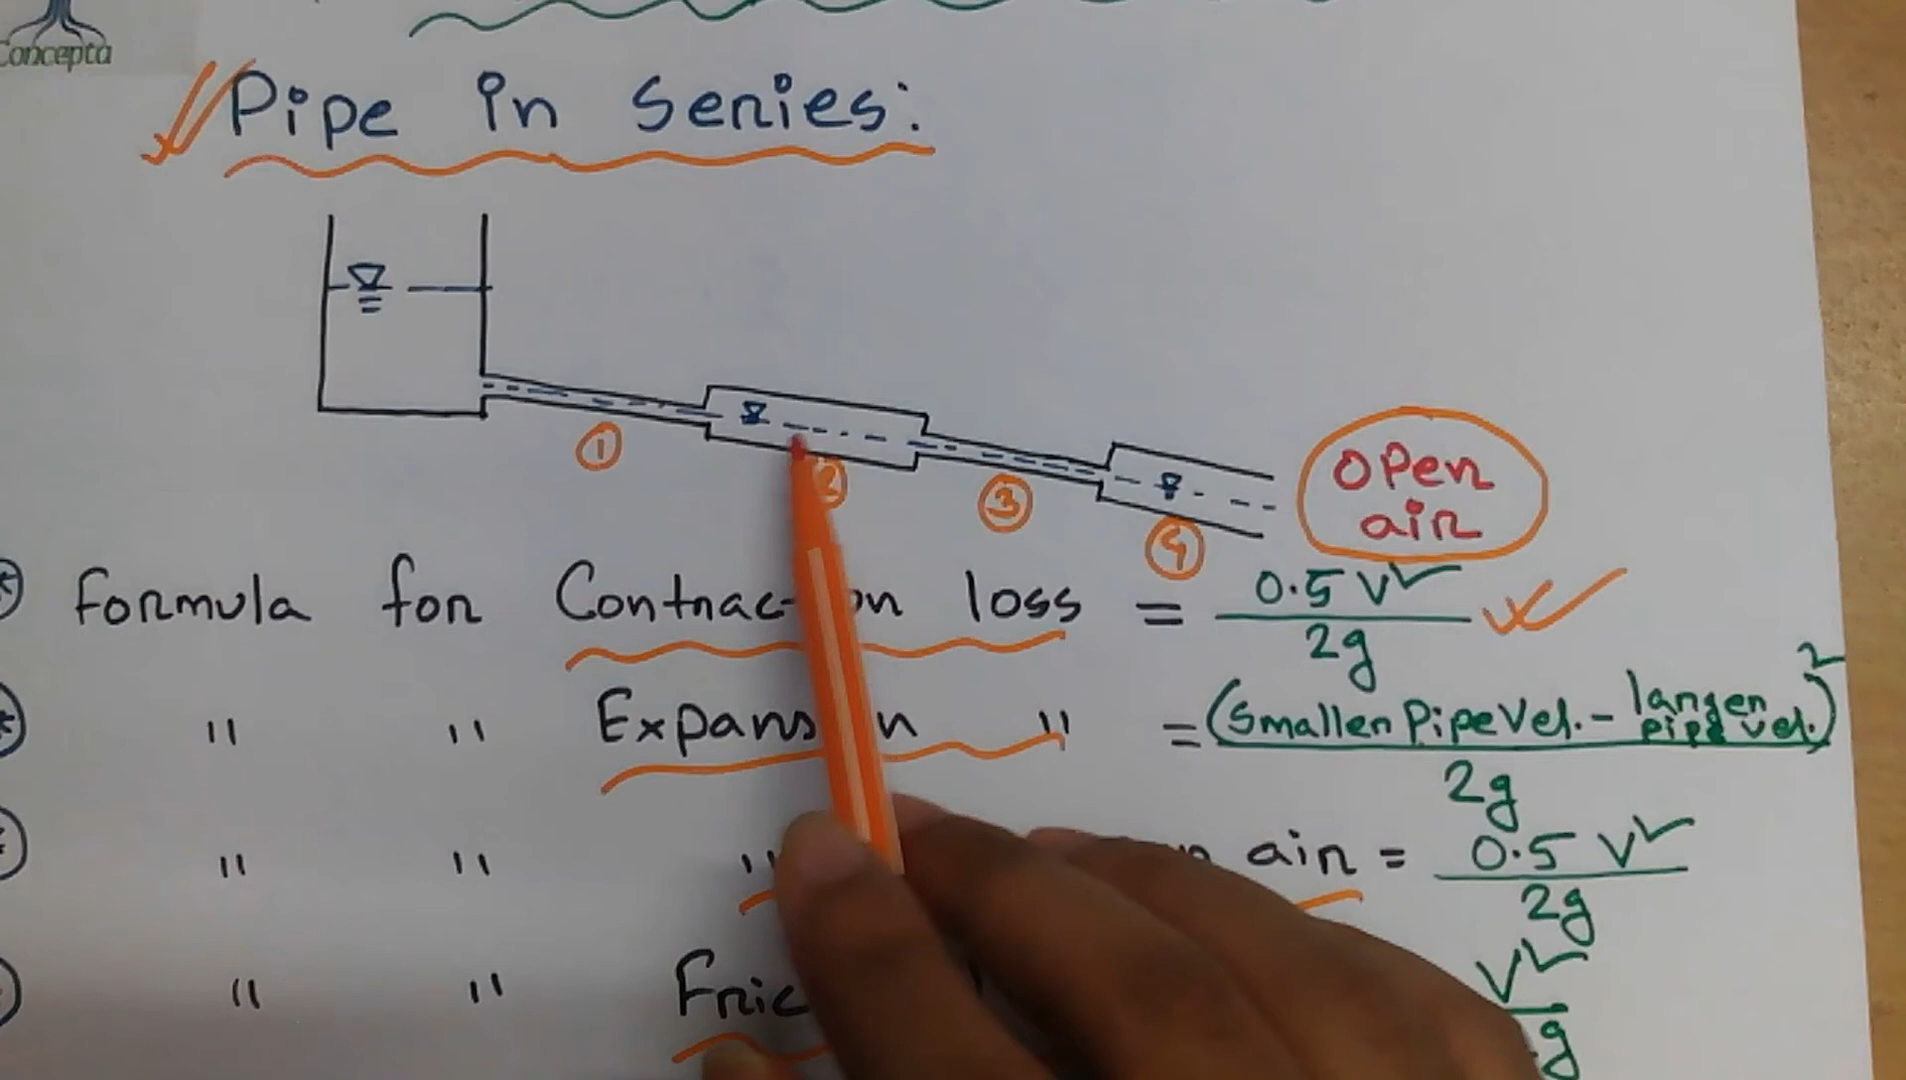 Concepta
Pipe in series:
①
②
③
④
open
air
Formula for Contrac on loss = 0.5 V² / 2g
" " Expans n " = (Smaller Pipe Vel. - larger pipe vel.)² / 2g
" " " air = 0.5 V² / 2g
" " Fric V² / g